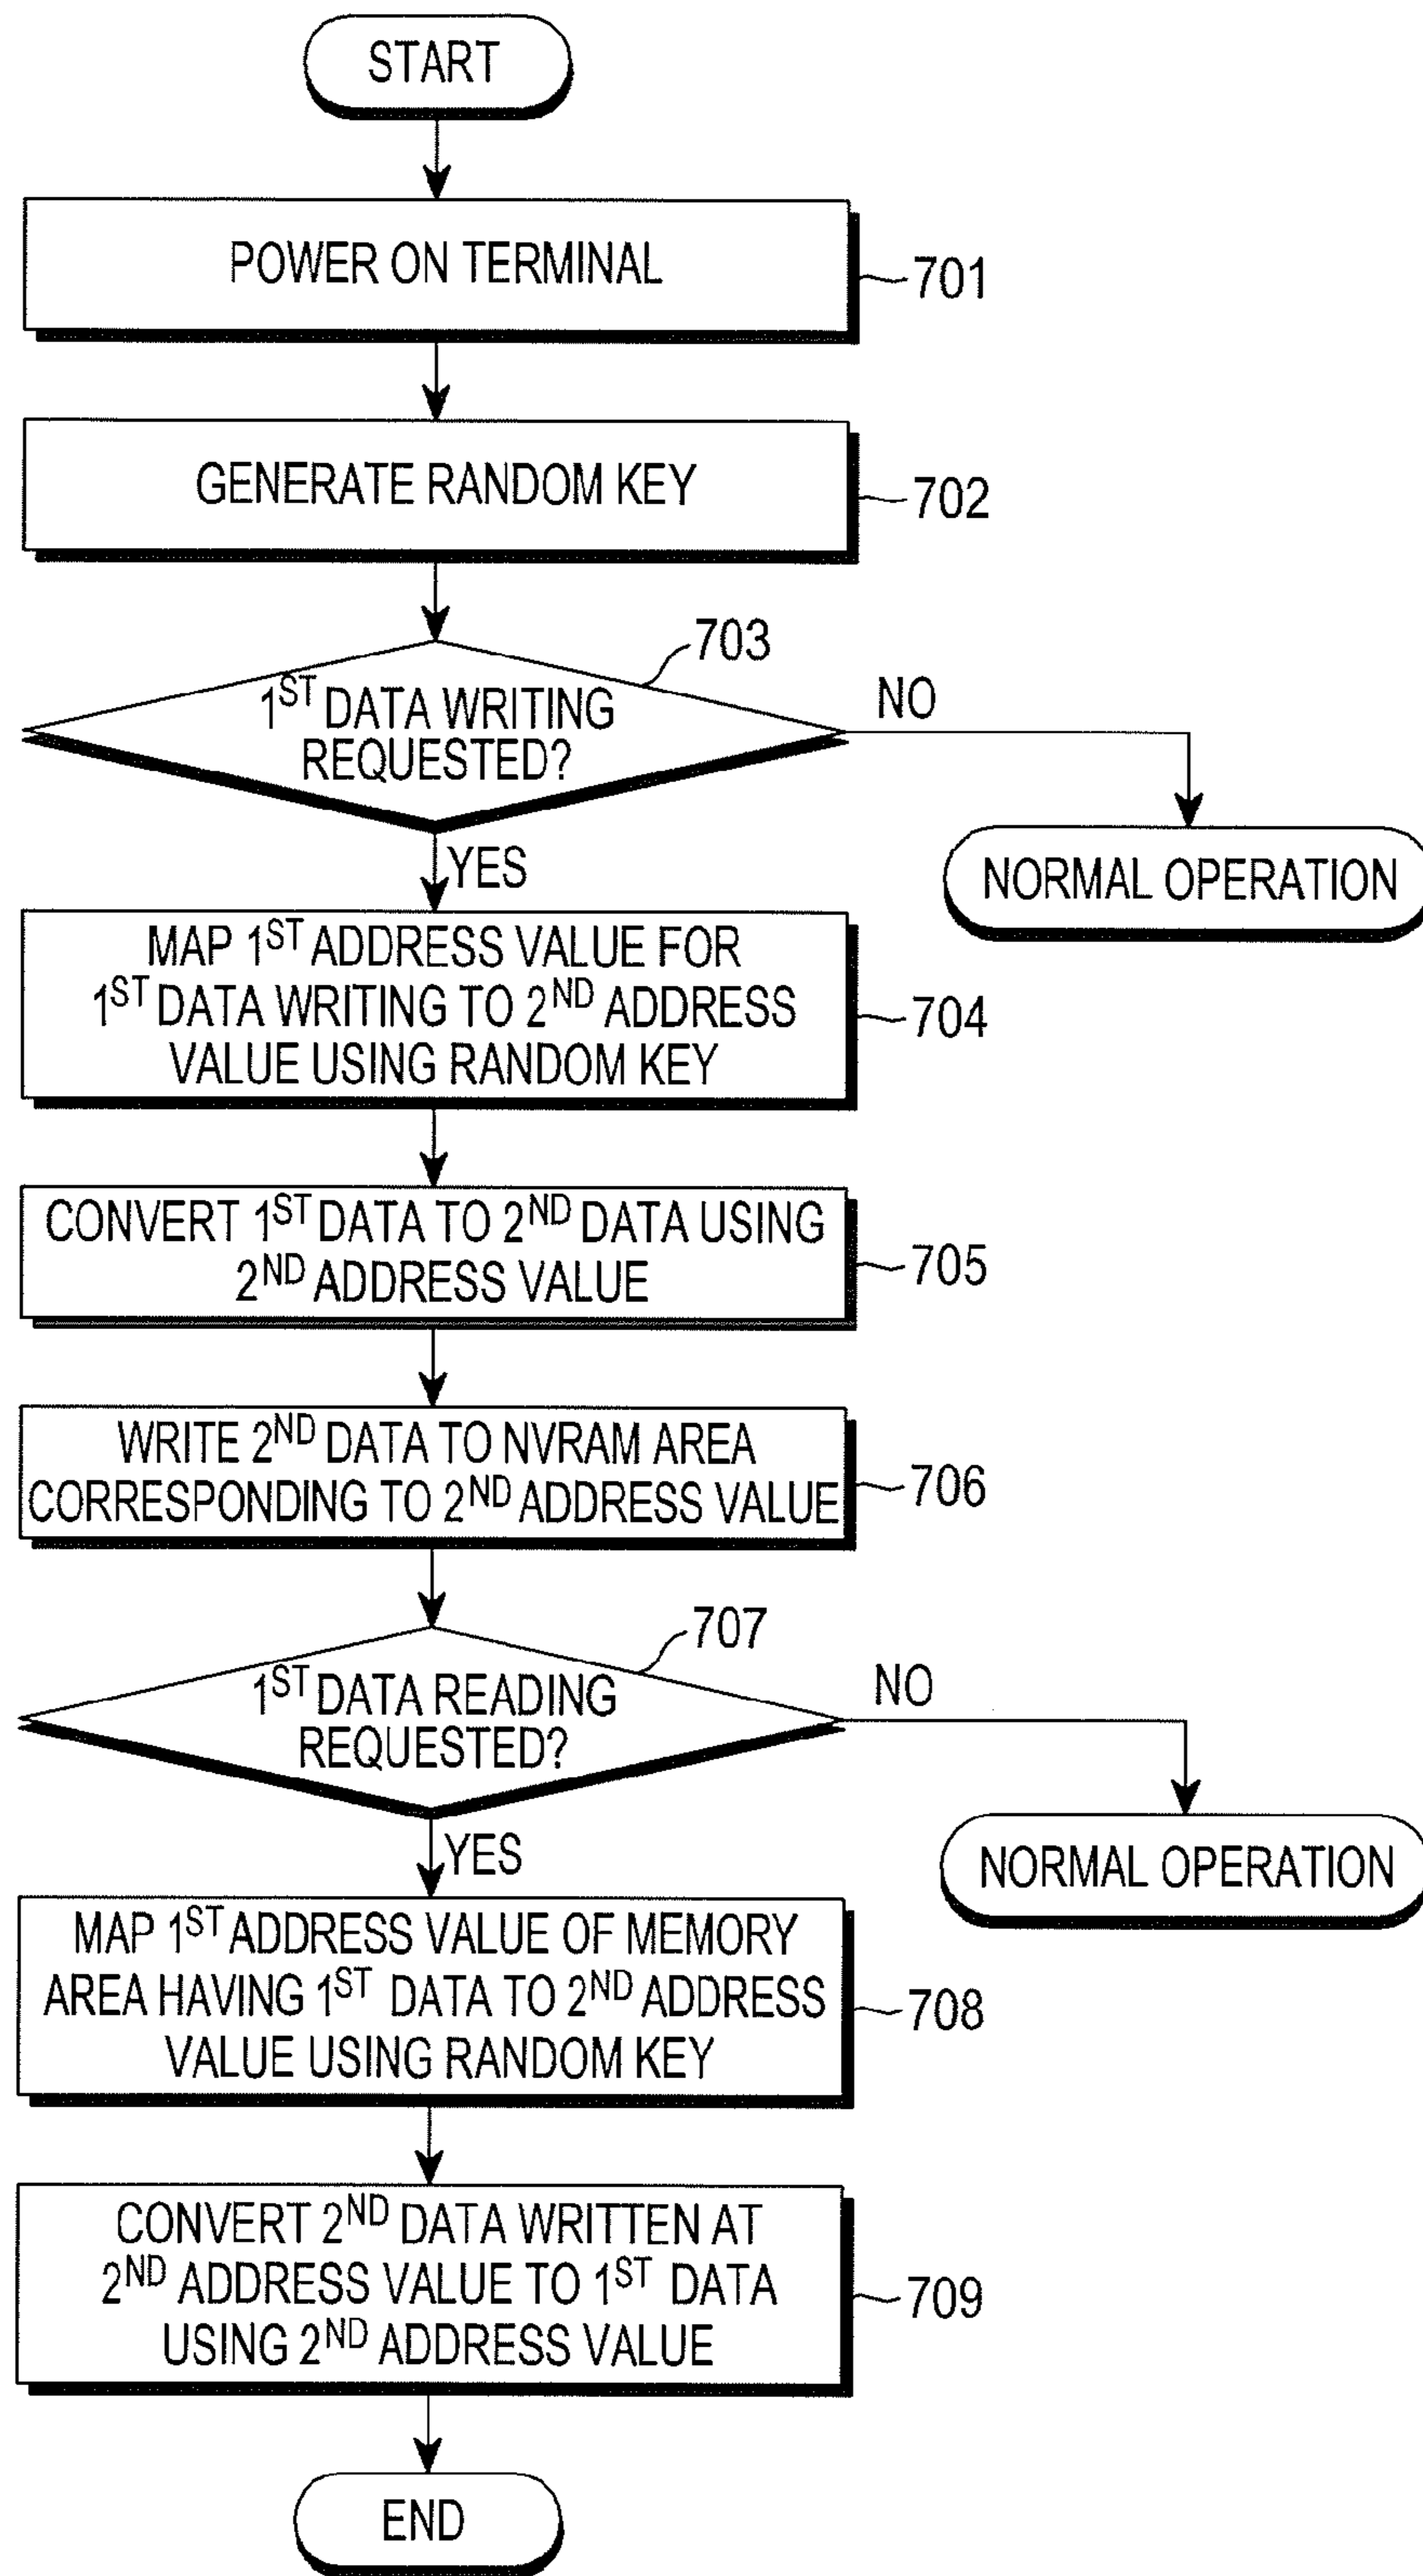 START
POWER ON TERMINAL
701
GENERATE RANDOM KEY
702
703
1ST DATA WRITING
REQUESTED?
NO
YES
NORMAL OPERATION
MAP 1ST ADDRESS VALUE FOR
1ST DATA WRITING TO 2ND ADDRESS
VALUE USING RANDOM KEY
704
CONVERT 1ST DATA TO 2ND DATA USING
2ND ADDRESS VALUE
705
WRITE 2ND DATA TO NVRAM AREA
CORRESPONDING TO 2ND ADDRESS VALUE
706
707
1ST DATA READING
REQUESTED?
NO
YES
NORMAL OPERATION
MAP 1ST ADDRESS VALUE OF MEMORY
AREA HAVING 1ST DATA TO 2ND ADDRESS
VALUE USING RANDOM KEY
708
CONVERT 2ND DATA WRITTEN AT
2ND ADDRESS VALUE TO 1ST DATA
USING 2ND ADDRESS VALUE
709
END